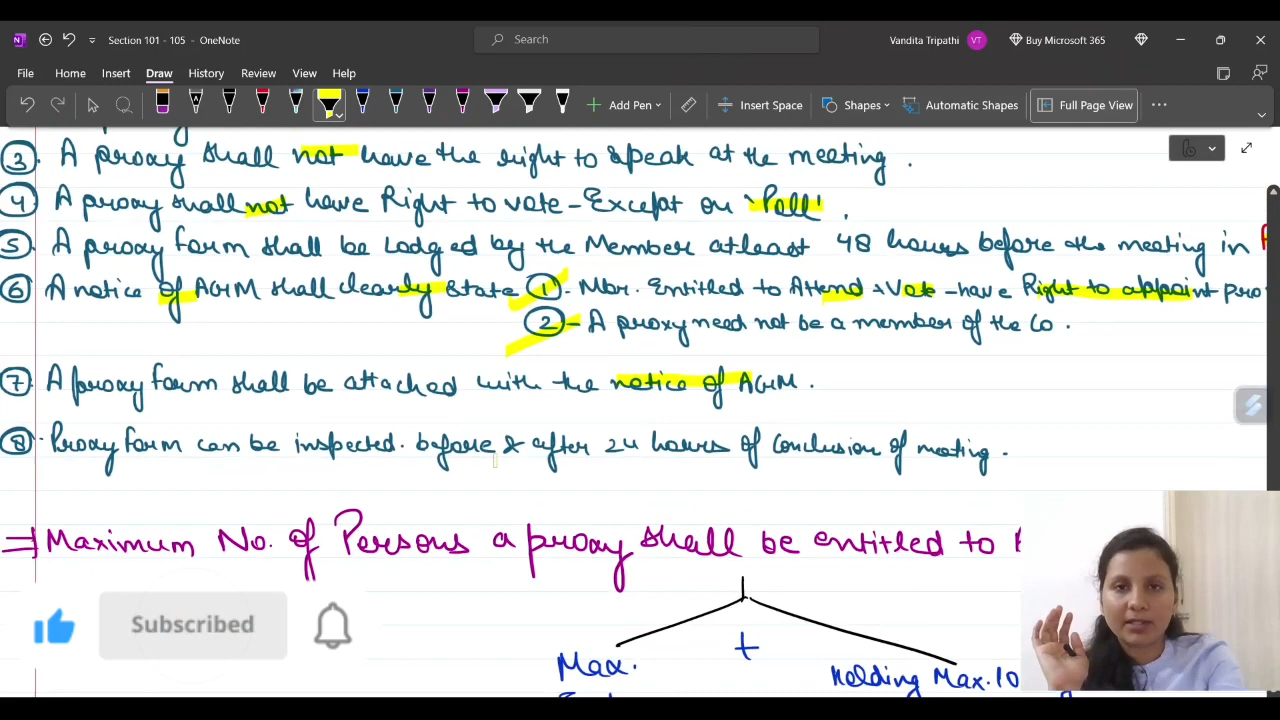 Section 101 - 105 - OneNote
Search
Vandita Tripathi VT
Buy Microsoft 365
File Home Insert Draw History Review View Help
Add Pen
Insert Space
Shapes
Automatic Shapes
Full Page View
3. A proxy shall not have the right to speak at the meeting.
4. A proxy shall not have Right to vote - Except on 'Poll'.
5. A proxy form shall be Lodged by the Member atleast 48 hours before the meeting in
6. A notice of AGM shall clearly state 1. Mbr. Entitled to Attend & Vote - have Right to appoint pro
2 - A proxy need not be a member of the Co.
7. A proxy form shall be attached with the notice of AGM.
8. Proxy form can be inspected. before & after 24 hours of conclusion of meeting.
⇒ Maximum No. of Persons a proxy shall be entitled to
Subscribed
+
Max.
Holding Max. 10